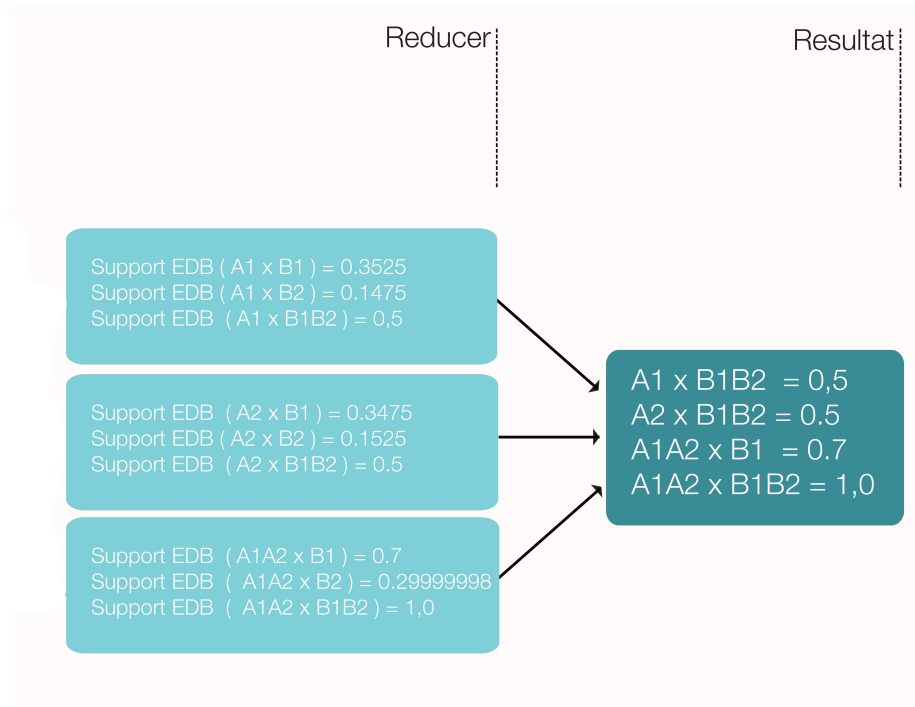 Reducer
Resultat
Support EDB ( A1 x B1 ) = 0.3525
Support EDB ( A1 x B2 ) = 0.1475
Support EDB ( A1 x B1B2 ) = 0,5
Support EDB ( A2 x B1 ) = 0.3475
Support EDB ( A2 x B2 ) = 0.1525
Support EDB ( A2 x B1B2 ) = 0.5
Support EDB ( A1A2 x B1 ) = 0.7
Support EDB ( A1A2 x B2 ) = 0.29999998
Support EDB ( A1A2 x B1B2 ) = 1,0
A1 x B1B2 = 0,5
A2 x B1B2 = 0.5
A1A2 x B1 = 0.7
A1A2 x B1B2 = 1,0